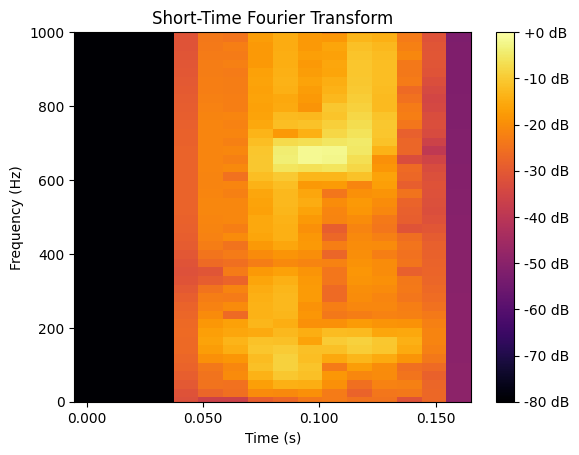 Short-Time Fourier Transform
Frequency (Hz)
1000
800
600
400
200
0
0.000
0.050
0.100
0.150
Time (s)
+0 dB
-10 dB
-20 dB
-30 dB
-40 dB
-50 dB
-60 dB
-70 dB
-80 dB